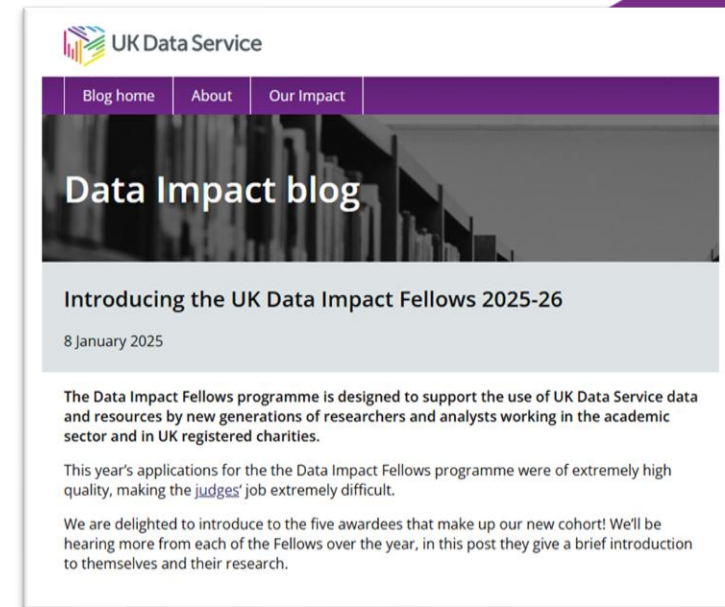 UK Data Service
Blog home About Our Impact
Data Impact blog
Introducing the UK Data Impact Fellows 2025-26
8 January 2025
The Data Impact Fellows programme is designed to support the use of UK Data Service data
and resources by new generations of researchers and analysts working in the academic
sector and in UK registered charities.
This year's applications for the the Data Impact Fellows programme were of extremely high
quality, making the judges' job extremely difficult.
We are delighted to introduce to the five awardees that make up our new cohort! We'll be
hearing more from each of the Fellows over the year, in this post they give a brief introduction
to themselves and their research.